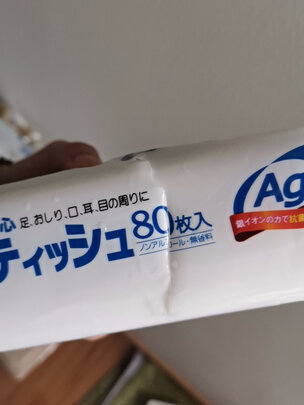 心 足、おしり、口、耳、目の周りに
ティッシュ 80枚入
ノンアルコール・無香料
Ag
銀イオンの力で抗菌